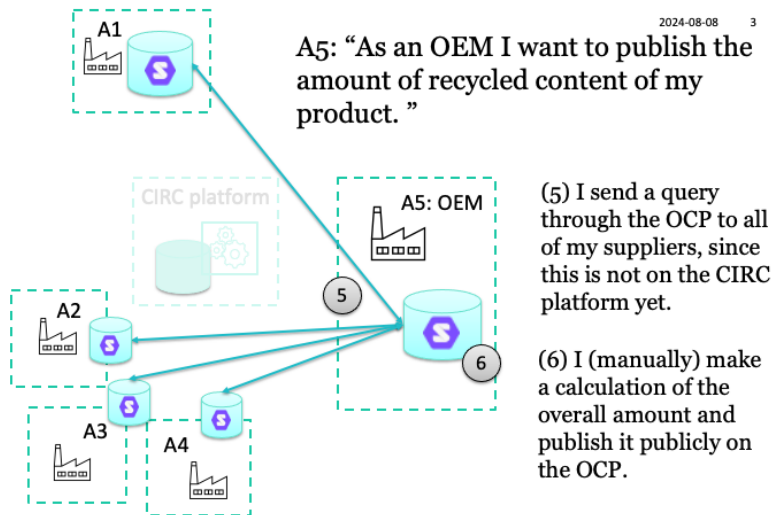 2024-08-08 3
A1
A5: “As an OEM I want to publish the
amount of recycled content of my
product. ”
CIRC platform
A5: OEM
(5) I send a query
through the OCP to all
of my suppliers, since
this is not on the CIRC
platform yet.
5
A2
6
(6) I (manually) make
a calculation of the
overall amount and
publish it publicly on
the OCP.
A3
A4